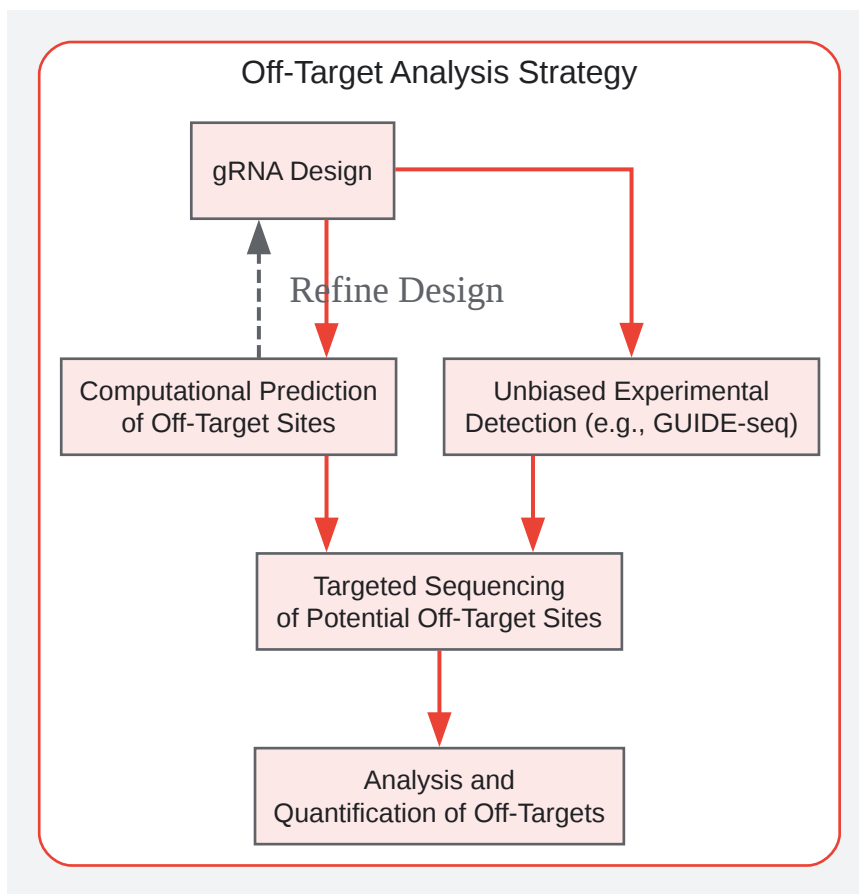 Off-Target Analysis Strategy
gRNA Design
Refine Design
Computational Prediction
of Off-Target Sites
Unbiased Experimental
Detection (e.g., GUIDE-seq)
Targeted Sequencing
of Potential Off-Target Sites
Analysis and
Quantification of Off-Targets